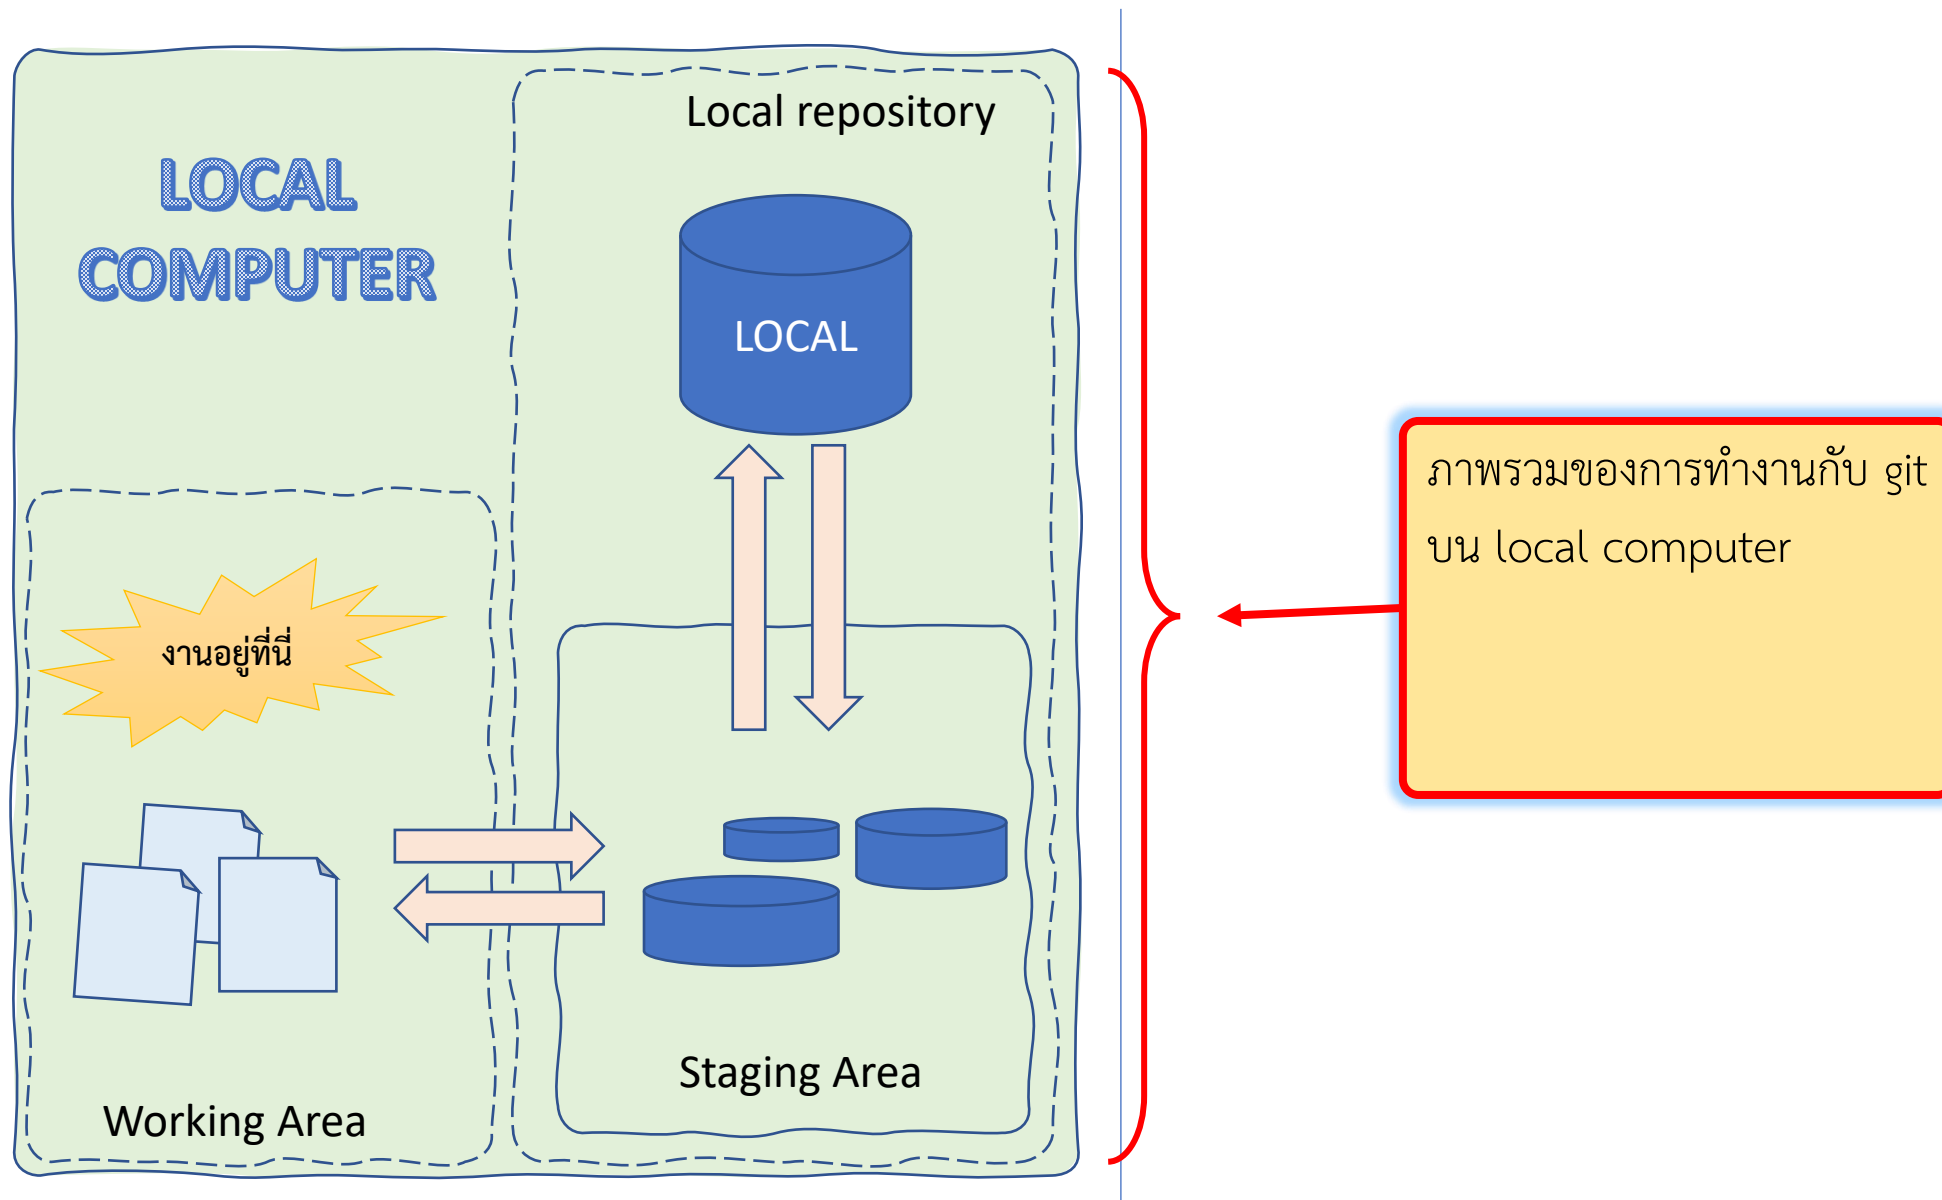 Local repository
LOCAL
COMPUTER
LOCAL
ภาพรวมของการทำงานกับ git
บน local computer
งานอยู่ที่นี่
Staging Area
Working Area